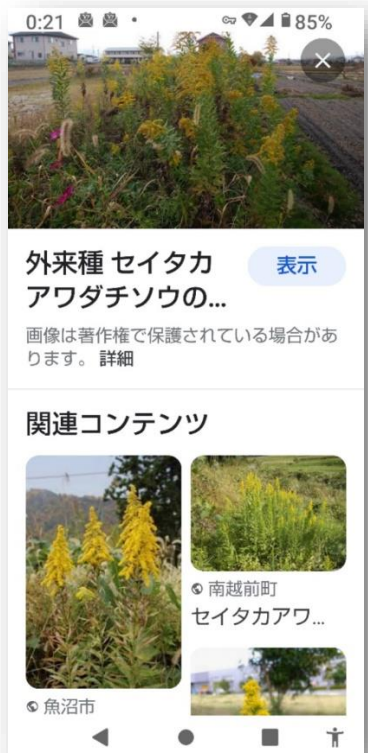 0:21
85%
外来種 セイタカ
アワダチソウの...
表示
画像は著作権で保護されている場合があ
ります。 詳細
関連コンテンツ
南越前町
セイタカアワ...
魚沼市